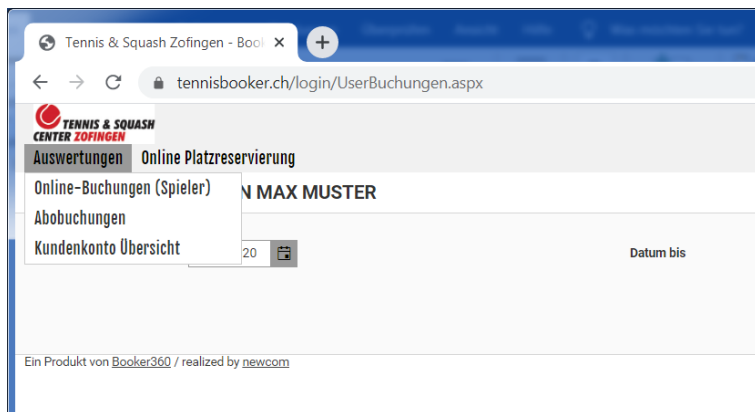 Tennis & Squash Zofingen - Bool
tennisbooker.ch/login/UserBuchungen.aspx
TENNIS & SQUASH
CENTER ZOFINGEN
Auswertungen Online Platzreservierung
Online-Buchungen (Spieler)
N MAX MUSTER
Abobuchungen
Kundenkonto Übersicht
20
Datum bis
Ein Produkt von Booker360 / realized by newcom